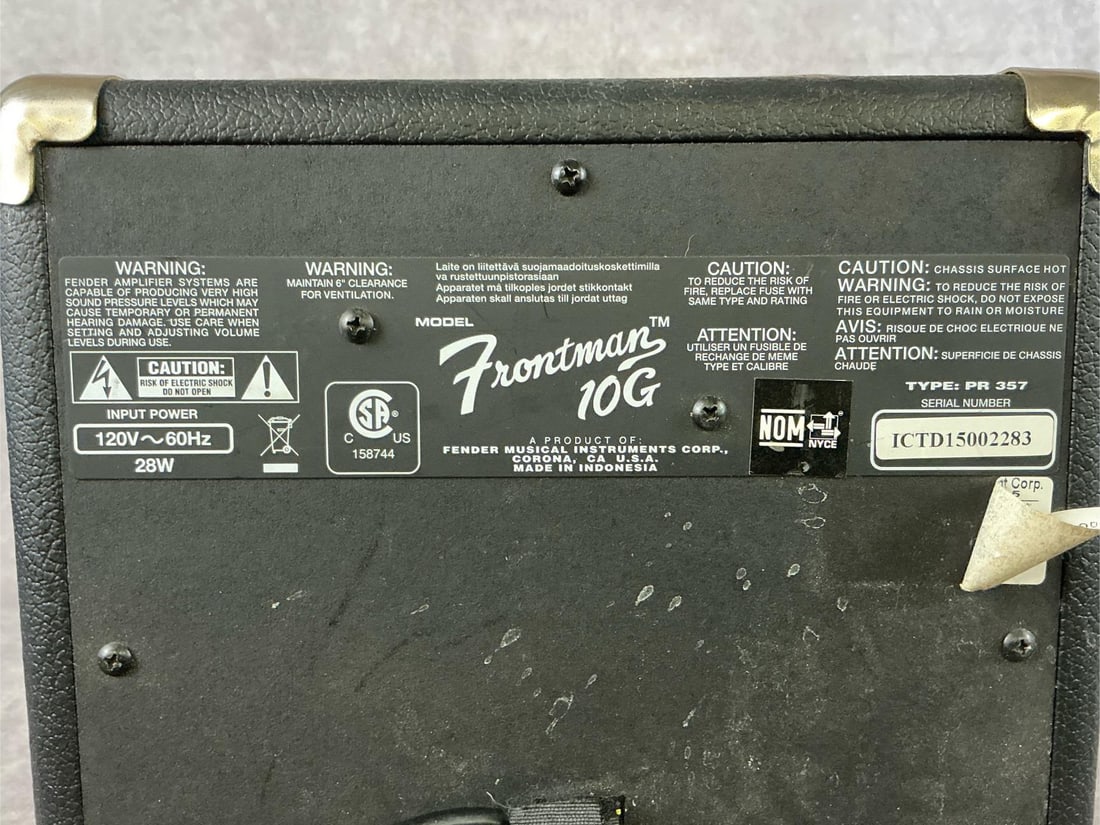 WARNING:
FENDER AMPLIFIER SYSTEMS ARE
CAPABLE OF PRODUCING VERY HIGH
SOUND PRESSURE LEVELS WHICH MAY
CAUSE TEMPORARY OR PERMANENT
HEARING DAMAGE. USE CARE WHEN
SETTING AND ADJUSTING VOLUME
LEVELS DURING USE.
CAUTION:
RISK OF ELECTRIC SHOCK
DO NOT OPEN
INPUT POWER
120V~60Hz
28W
WARNING:
MAINTAIN 6" CLEARANCE
FOR VENTILATION.
CSA®
C US
158744
Laite on liitettävä suojamaadoituskoskettimilla
va rustettuunpistorasiaan
Apparatet må tilkoples jordet stikkontakt
Apparaten skall anslutas till jordat uttag
MODEL
Frontman™
10G
A PRODUCT OF:
FENDER MUSICAL INSTRUMENTS CORP.,
CORONA, CA U.S.A.
MADE IN INDONESIA
CAUTION:
TO REDUCE THE RISK OF
FIRE, REPLACE FUSE WITH
SAME TYPE AND RATING
ATTENTION:
UTILISER UN FUSIBLE DE
RECHANGE DE MEME
TYPE ET CALIBRE
NOM
NYCE
CAUTION: CHASSIS SURFACE HOT
WARNING: TO REDUCE THE RISK OF
FIRE OR ELECTRIC SHOCK, DO NOT EXPOSE
THIS EQUIPMENT TO RAIN OR MOISTURE
AVIS: RISQUE DE CHOC ELECTRIQUE NE
PAS OUVRIR
ATTENTION: SUPERFICIE DE CHASSIS
CHAUDE
TYPE: PR 357
SERIAL NUMBER
ICTD15002283
Corp.